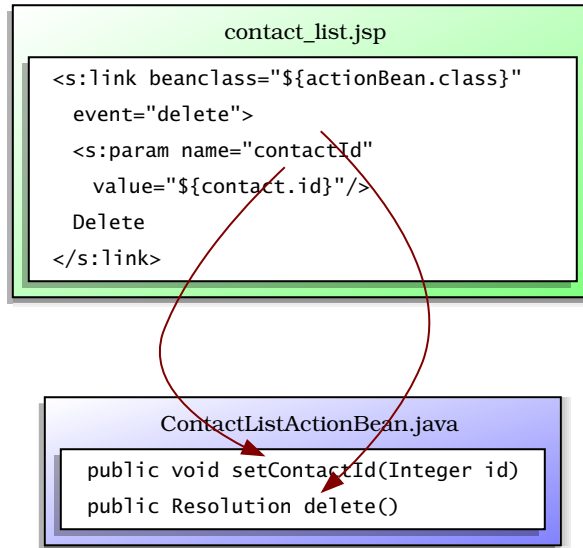 contact_list.jsp
<s:link beanclass="${actionBean.class}"
event="delete">
<s:param name="contactId"
value="${contact.id}"/>
Delete
</s:link>
ContactListActionBean.java
public void setContactId(Integer id)
public Resolution delete()